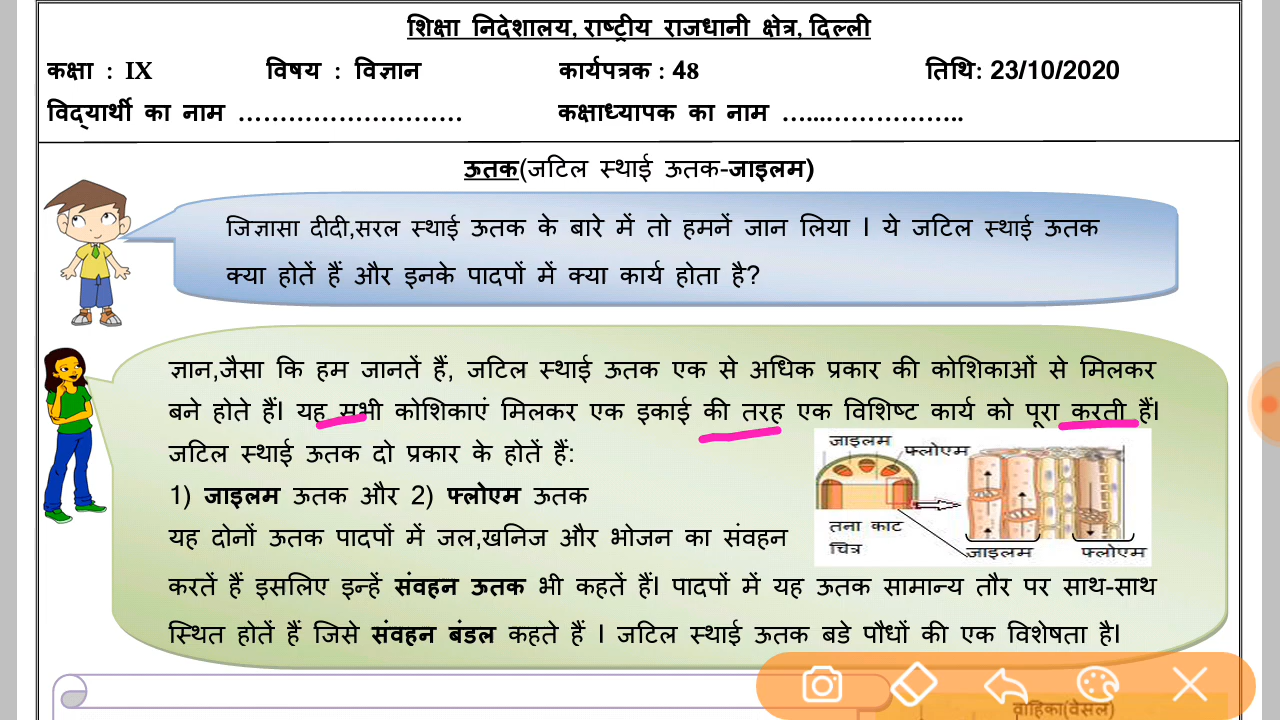 शिक्षा निदेशालय, राष्ट्रीय राजधानी क्षेत्र, दिल्ली
कक्षा : IX विषय : विज्ञान कार्यपत्रक : 48 तिथि: 23/10/2020
विद्यार्थी का नाम ……………………… कक्षाध्यापक का नाम …...……………..
ऊतक(जटिल स्थाई ऊतक-जाइलम)
जिज्ञासा दीदी,सरल स्थाई ऊतक के बारे में तो हमनें जान लिया । ये जटिल स्थाई ऊतक
क्या होतें हैं और इनके पादपों में क्या कार्य होता है?
ज्ञान,जैसा कि हम जानतें हैं, जटिल स्थाई ऊतक एक से अधिक प्रकार की कोशिकाओं से मिलकर
बने होते हैं। यह सभी कोशिकाएं मिलकर एक इकाई की तरह एक विशिष्ट कार्य को पूरा करती हैं।
जटिल स्थाई ऊतक दो प्रकार के होतें हैं:
1) जाइलम ऊतक और 2) फ्लोएम ऊतक
यह दोनों ऊतक पादपों में जल,खनिज और भोजन का संवहन
करतें हैं इसलिए इन्हें संवहन ऊतक भी कहतें हैं। पादपों में यह ऊतक सामान्य तौर पर साथ-साथ
स्थित होतें हैं जिसे संवहन बंडल कहते हैं । जटिल स्थाई ऊतक बडे पौधों की एक विशेषता है।
जाइलम
फ्लोएम
तना काट
चित्र
जाइलम फ्लोएम
वाहिका(वेसल)